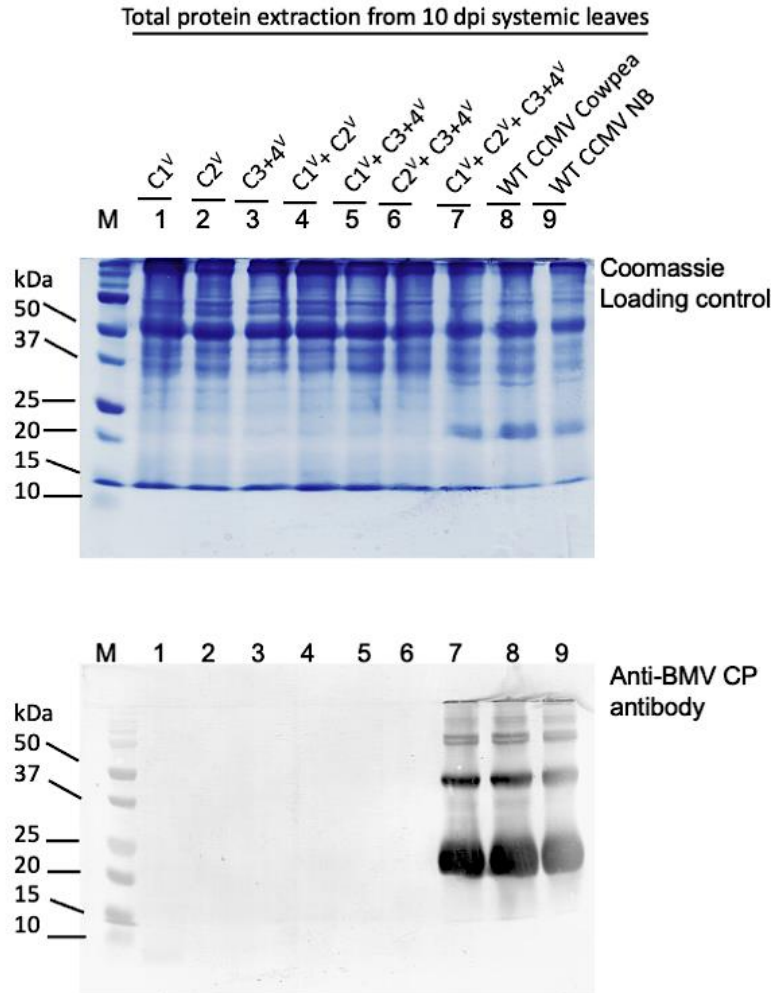 Total protein extraction from 10 dpi systemic leaves
C1ⱽ C2ⱽ C3+4ⱽ C1ⱽ+ C2ⱽ C1ⱽ+ C3+4ⱽ C2ⱽ+ C3+4ⱽ C1ⱽ+ C2ⱽ+ C3+4ⱽ WT CCMV Cowpea WT CCMV NB
M 1 2 3 4 5 6 7 8 9
Coomassie
Loading control
kDa
50
37
25
20
15
10
M 1 2 3 4 5 6 7 8 9
Anti-BMV CP
antibody
kDa
50
37
25
20
15
10